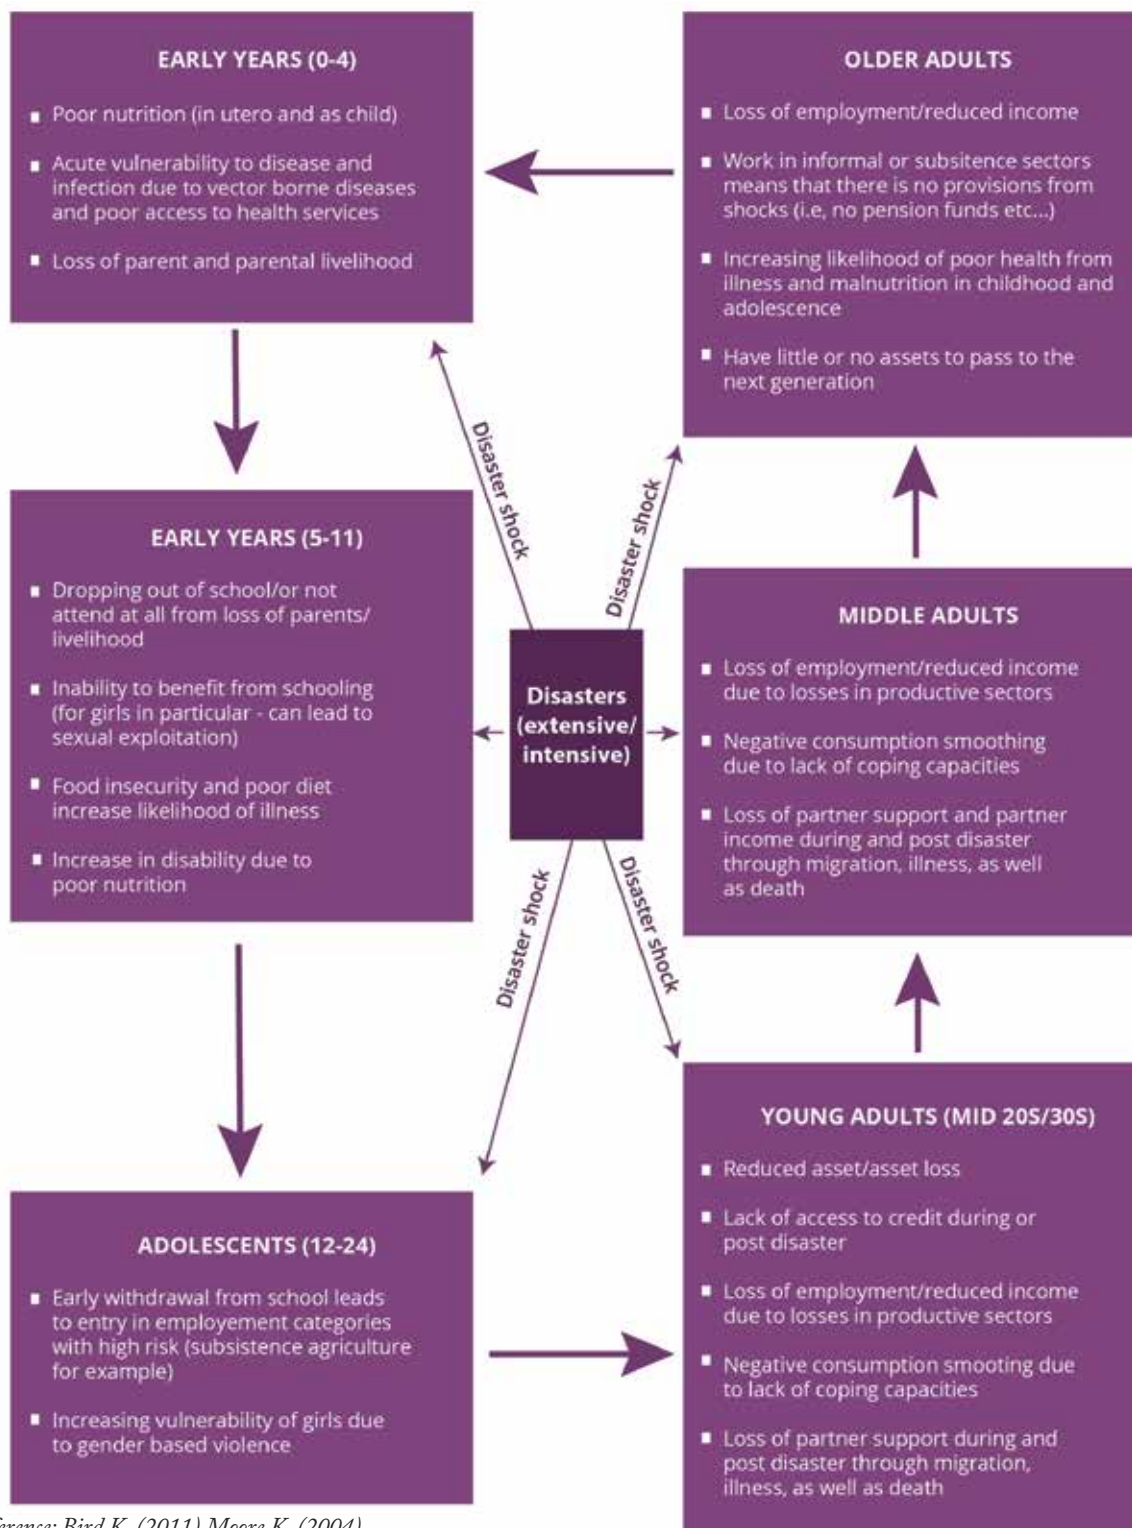 EARLY YEARS (0-4)
▪ Poor nutrition (in utero and as child)
▪ Acute vulnerability to disease and
infection due to vector borne diseases
and poor access to health services
▪ Loss of parent and parental livelihood
EARLY YEARS (5-11)
▪ Dropping out of school/or not
attend at all from loss of parents/
livelihood
▪ Inability to benefit from schooling
(for girls in particular - can lead to
sexual exploitation)
▪ Food insecurity and poor diet
increase likelihood of illness
▪ Increase in disability due to
poor nutrition
ADOLESCENTS (12-24)
▪ Early withdrawal from school leads
to entry in employement categories
with high risk (subsistence agriculture
for example)
▪ Increasing vulnerability of girls due
to gender based violence
Disaster shock
Disaster shock
Disasters
(extensive/
intensive)
Disaster shock
Disaster shock
OLDER ADULTS
▪ Loss of employment/reduced income
▪ Work in informal or subsitence sectors
means that there is no provisions from
shocks (i.e, no pension funds etc...)
▪ Increasing likelihood of poor health from
illness and malnutrition in childhood and
adolescence
▪ Have little or no assets to pass to the
next generation
MIDDLE ADULTS
▪ Loss of employment/reduced income
due to losses in productive sectors
▪ Negative consumption smoothing
due to lack of coping capacities
▪ Loss of partner support and partner
income during and post disaster
through migration, illness, as well
as death
YOUNG ADULTS (MID 20S/30S)
▪ Reduced asset/asset loss
▪ Lack of access to credit during or
post disaster
▪ Loss of employment/reduced income
due to losses in productive sectors
▪ Negative consumption smooting due
to lack of coping capacities
▪ Loss of partner support during and
post disaster through migration,
illness, as well as death
Bird K. (2011) Moore K. (2004)